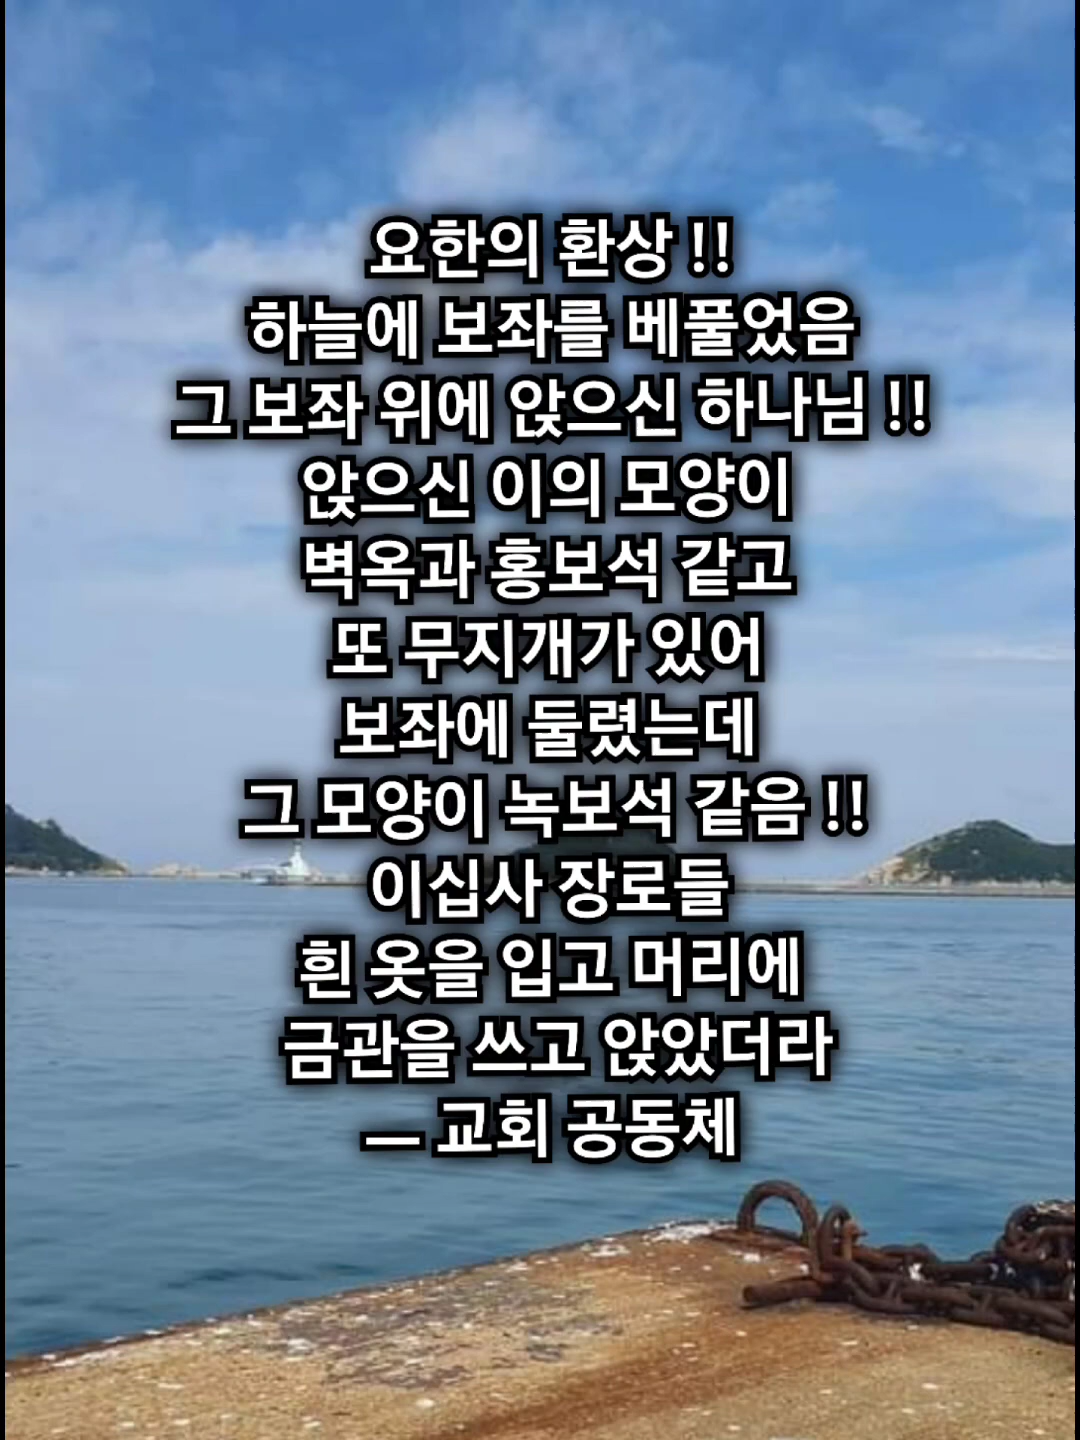 요한의 환상 !!
하늘에 보좌를 베풀었음
그 보좌 위에 앉으신 하나님 !!
앉으신 이의 모양이
벽옥과 홍보석 같고
또 무지개가 있어
보좌에 둘렸는데
그 모양이 녹보석 같음 !!
이십사 장로들
흰 옷을 입고 머리에
금관을 쓰고 앉았더라
— 교회 공동체